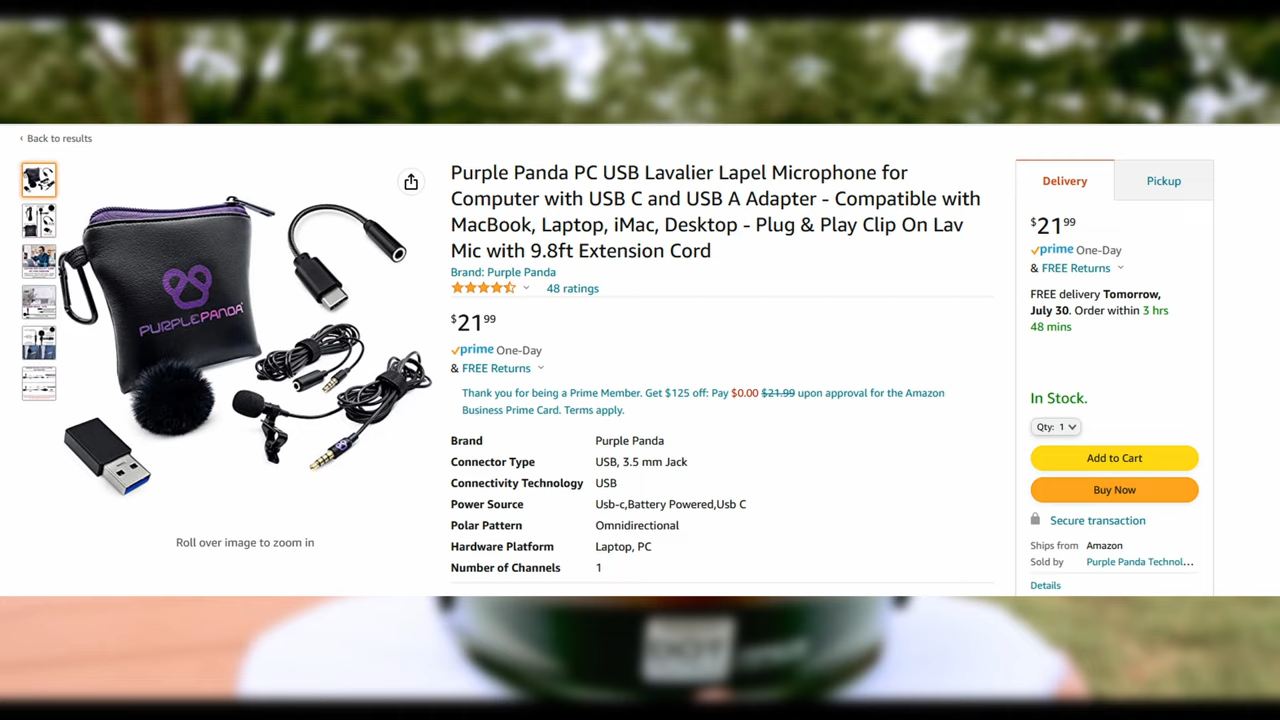 ‹ Back to results
PURPLEPANDA
Roll over image to zoom in
Purple Panda PC USB Lavalier Lapel Microphone for
Computer with USB C and USB A Adapter - Compatible with
MacBook, Laptop, iMac, Desktop - Plug & Play Clip On Lav
Mic with 9.8ft Extension Cord
Brand: Purple Panda
48 ratings
$21 99
prime One-Day
& FREE Returns
Thank you for being a Prime Member. Get $125 off: Pay $0.00 $21.99 upon approval for the Amazon
Business Prime Card. Terms apply.
Brand Purple Panda
Connector Type USB, 3.5 mm Jack
Connectivity Technology USB
Power Source Usb-c,Battery Powered,Usb C
Polar Pattern Omnidirectional
Hardware Platform Laptop, PC
Number of Channels 1
Delivery Pickup
$21 99
prime One-Day
& FREE Returns
FREE delivery Tomorrow,
July 30. Order within 3 hrs
48 mins
In Stock.
Qty: 1
Add to Cart
Buy Now
Secure transaction
Ships from Amazon
Sold by Purple Panda Technol...
Details